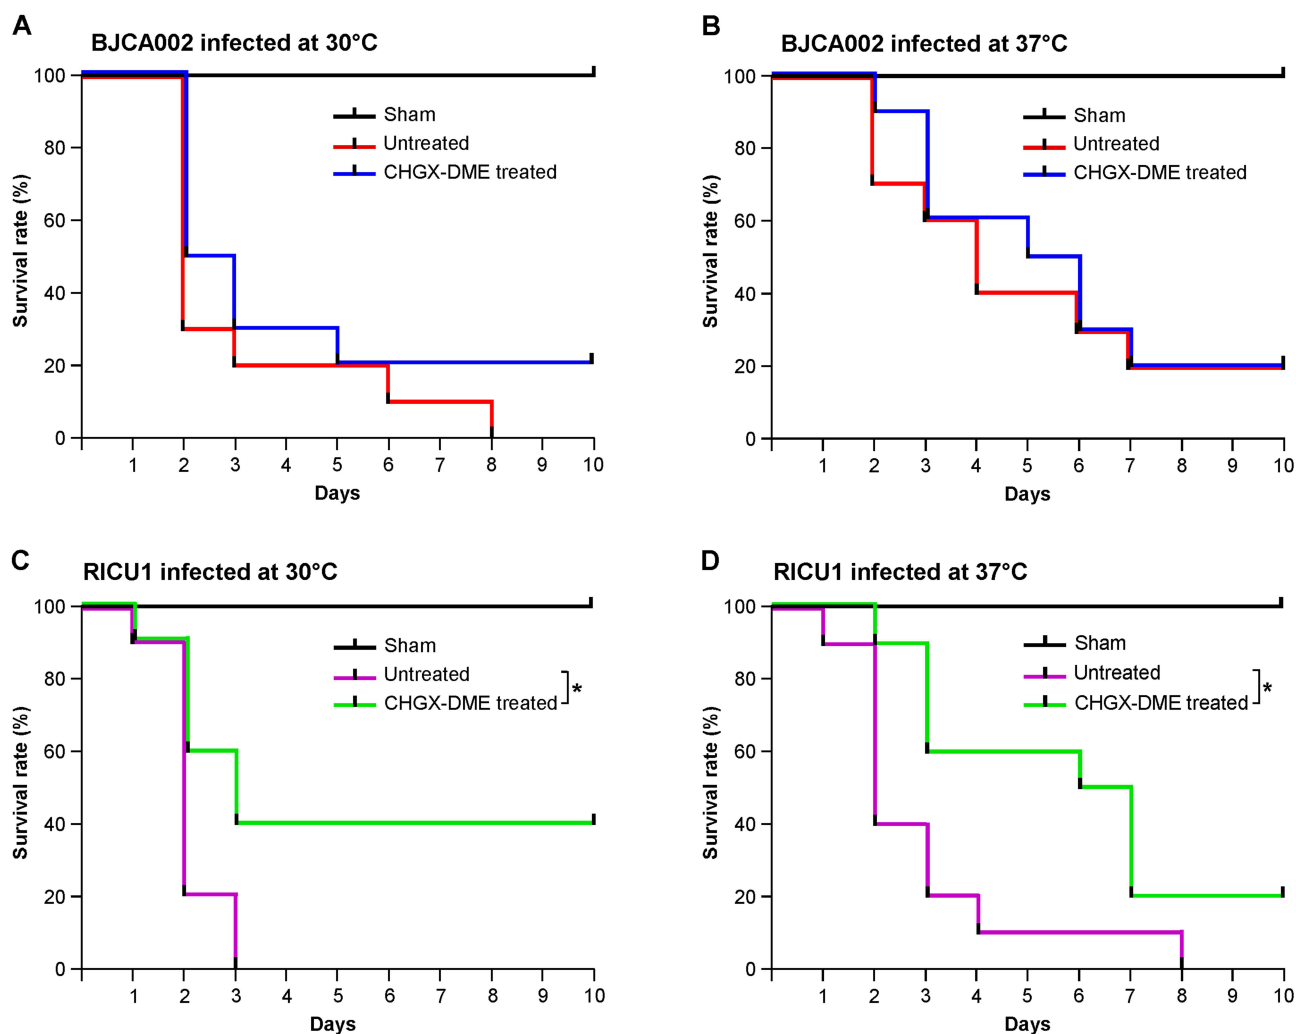 A
BJCA002 infected at 30°C
Survival rate (%)
100
80
60
40
20
0
Sham
Untreated
CHGX-DME treated
1 2 3 4 5 6 7 8 9 10
Days
B
BJCA002 infected at 37°C
Survival rate (%)
100
80
60
40
20
0
Sham
Untreated
CHGX-DME treated
1 2 3 4 5 6 7 8 9 10
Days
C
RICU1 infected at 30°C
Survival rate (%)
100
80
60
40
20
0
Sham
Untreated
CHGX-DME treated
*
1 2 3 4 5 6 7 8 9 10
Days
D
RICU1 infected at 37°C
Survival rate (%)
100
80
60
40
20
0
Sham
Untreated
CHGX-DME treated
*
1 2 3 4 5 6 7 8 9 10
Days